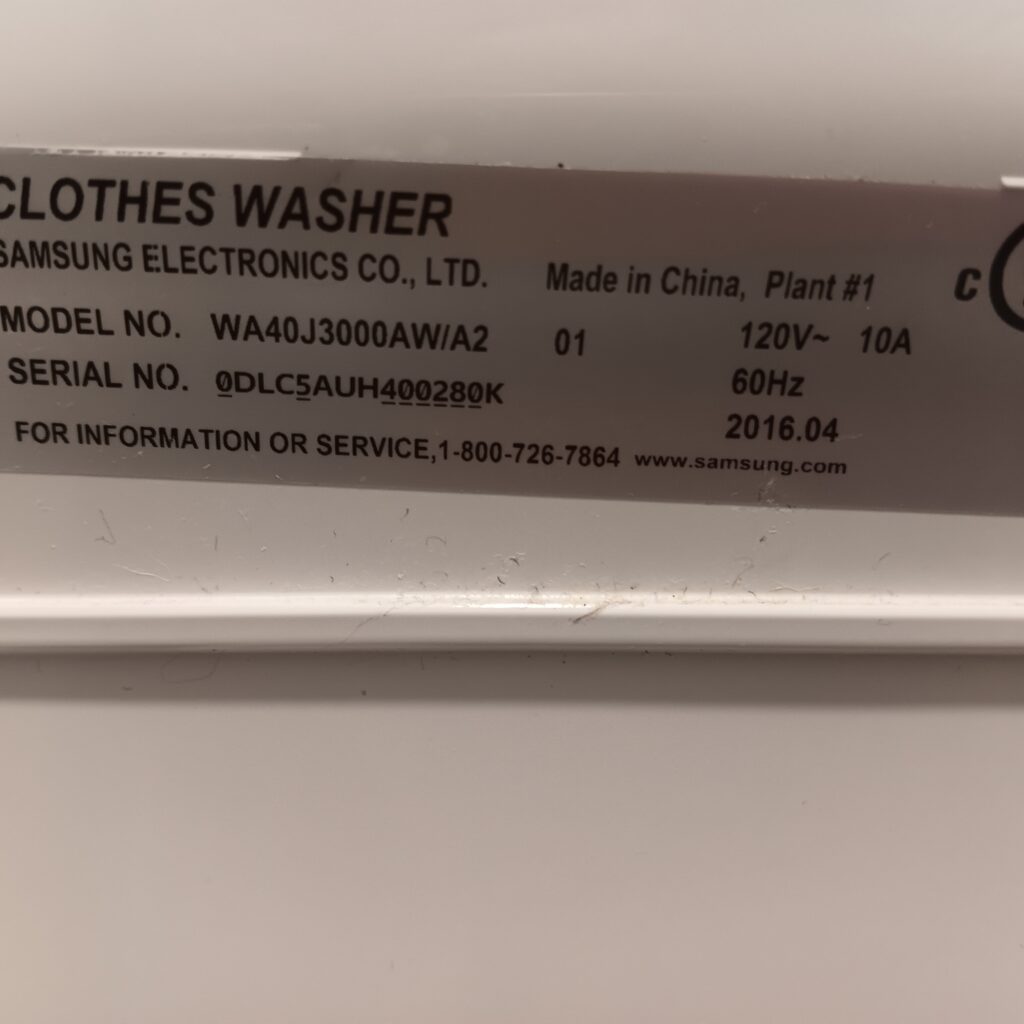 CLOTHES WASHER
SAMSUNG ELECTRONICS CO., LTD. Made in China, Plant #1 C
MODEL NO. WA40J3000AW/A2 01 120V~ 10A
SERIAL NO. 0DLC5AUH400280K 60Hz
2016.04
FOR INFORMATION OR SERVICE,1-800-726-7864 www.samsung.com